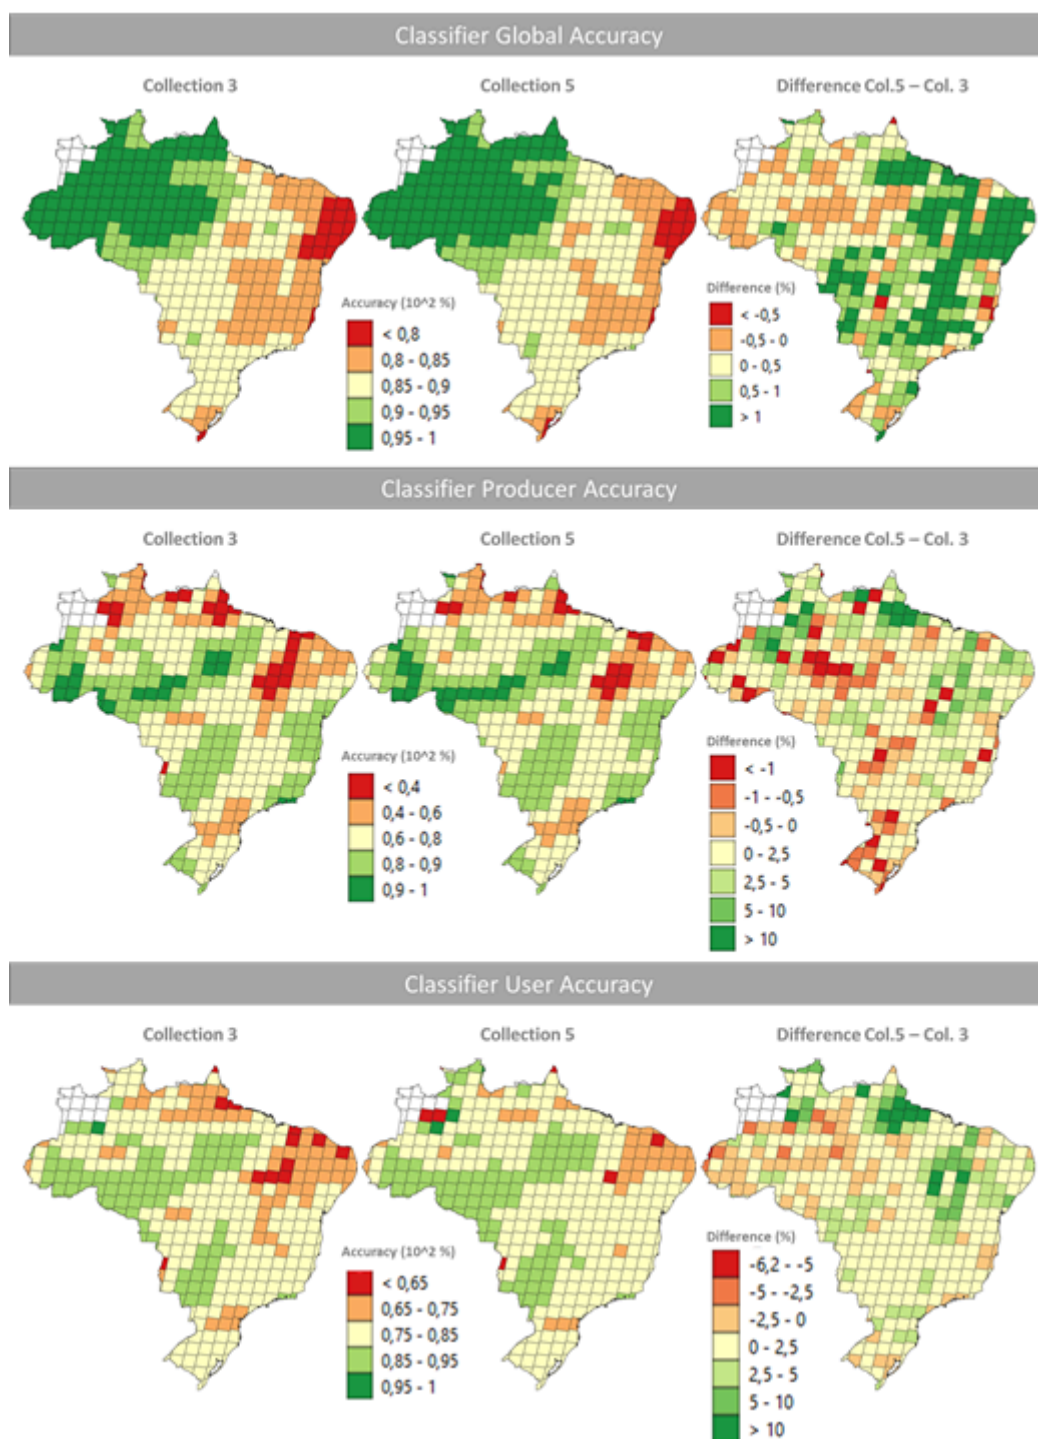 Classifier Global Accuracy
Collection 3
Collection 5
Difference Col.5 – Col. 3
Accuracy (10^2 %)
< 0,8
0,8 - 0,85
0,85 - 0,9
0,9 - 0,95
0,95 - 1
Difference (%)
< -0,5
-0,5 - 0
0 - 0,5
0,5 - 1
> 1
Classifier Producer Accuracy
Collection 3
Collection 5
Difference Col.5 – Col. 3
Accuracy (10^2 %)
< 0,4
0,4 - 0,6
0,6 - 0,8
0,8 - 0,9
0,9 - 1
Difference (%)
< -1
-1 - -0,5
-0,5 - 0
0 - 2,5
2,5 - 5
5 - 10
> 10
Classifier User Accuracy
Collection 3
Collection 5
Difference Col.5 – Col. 3
Accuracy (10^2 %)
< 0,65
0,65 - 0,75
0,75 - 0,85
0,85 - 0,95
0,95 - 1
Difference (%)
-6,2 - -5
-5 - -2,5
-2,5 - 0
0 - 2,5
2,5 - 5
5 - 10
> 10